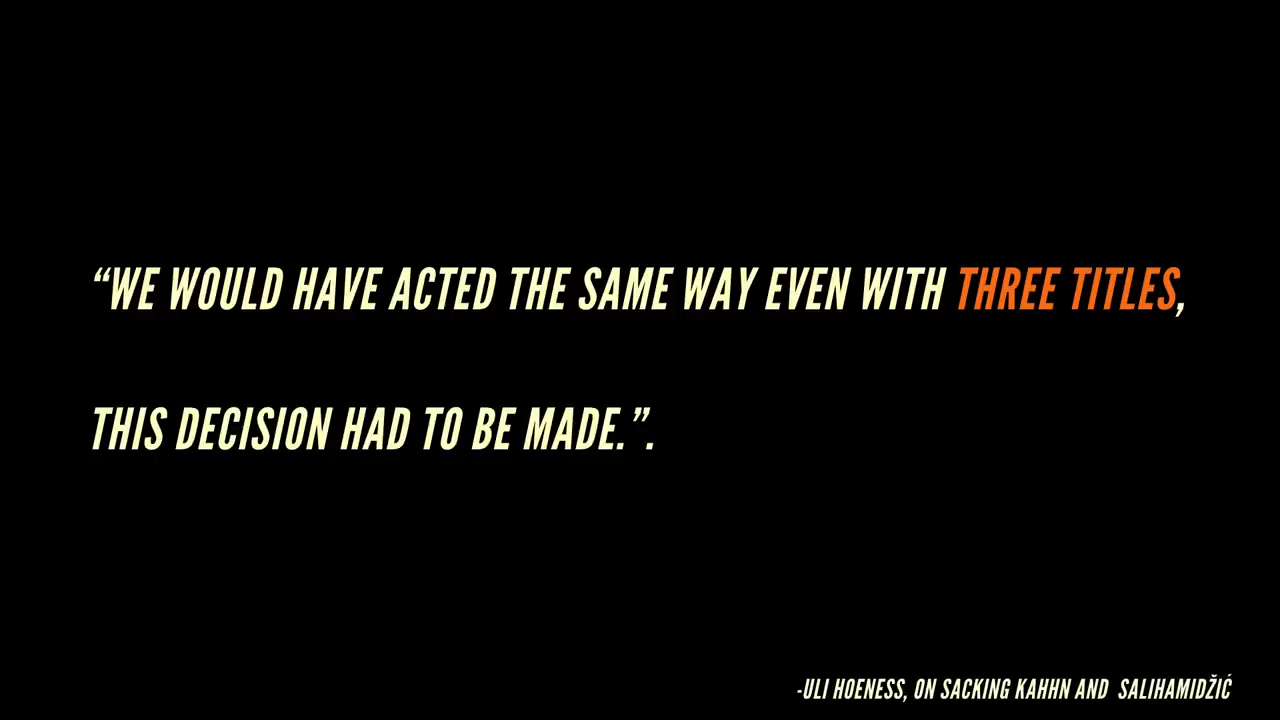 “WE WOULD HAVE ACTED THE SAME WAY EVEN WITH THREE TITLES,
THIS DECISION HAD TO BE MADE.”.
-ULI HOENESS, ON SACKING KAHHN AND SALIHAMIDŽIĆ